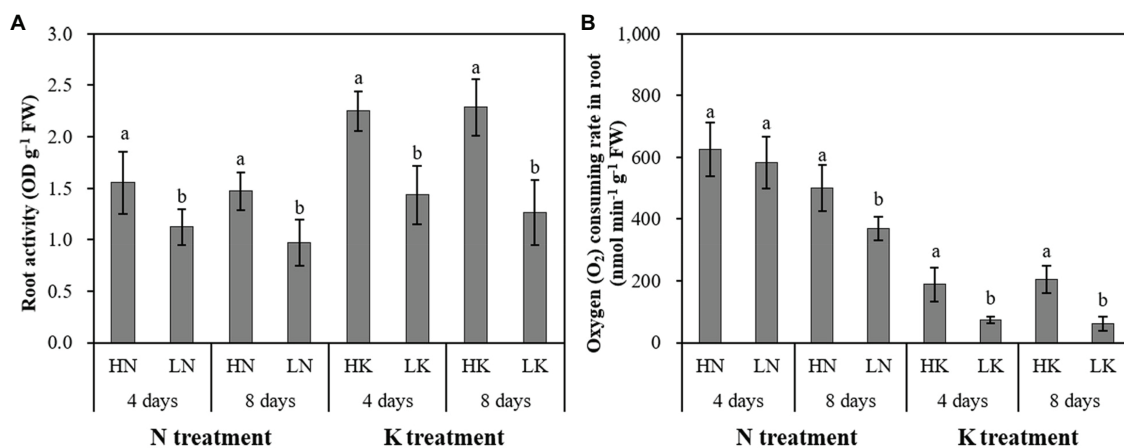 A
Root activity (OD g-1 FW)
3.0
2.5
2.0
1.5
1.0
1.5
0.0
a
b
a
b
a
b
a
b
HN
LN
HN
LN
HK
LK
HK
LK
4 days
8 days
4 days
8 days
N treatment
K treatment
B
Oxygen (O2) consuming rate in root
(nmol min-1 g-1 FW)
1,000
800
600
400
200
0
a
a
a
b
a
b
a
b
HN
LN
HN
LN
HK
LK
HK
LK
4 days
8 days
4 days
8 days
N treatment
K treatment